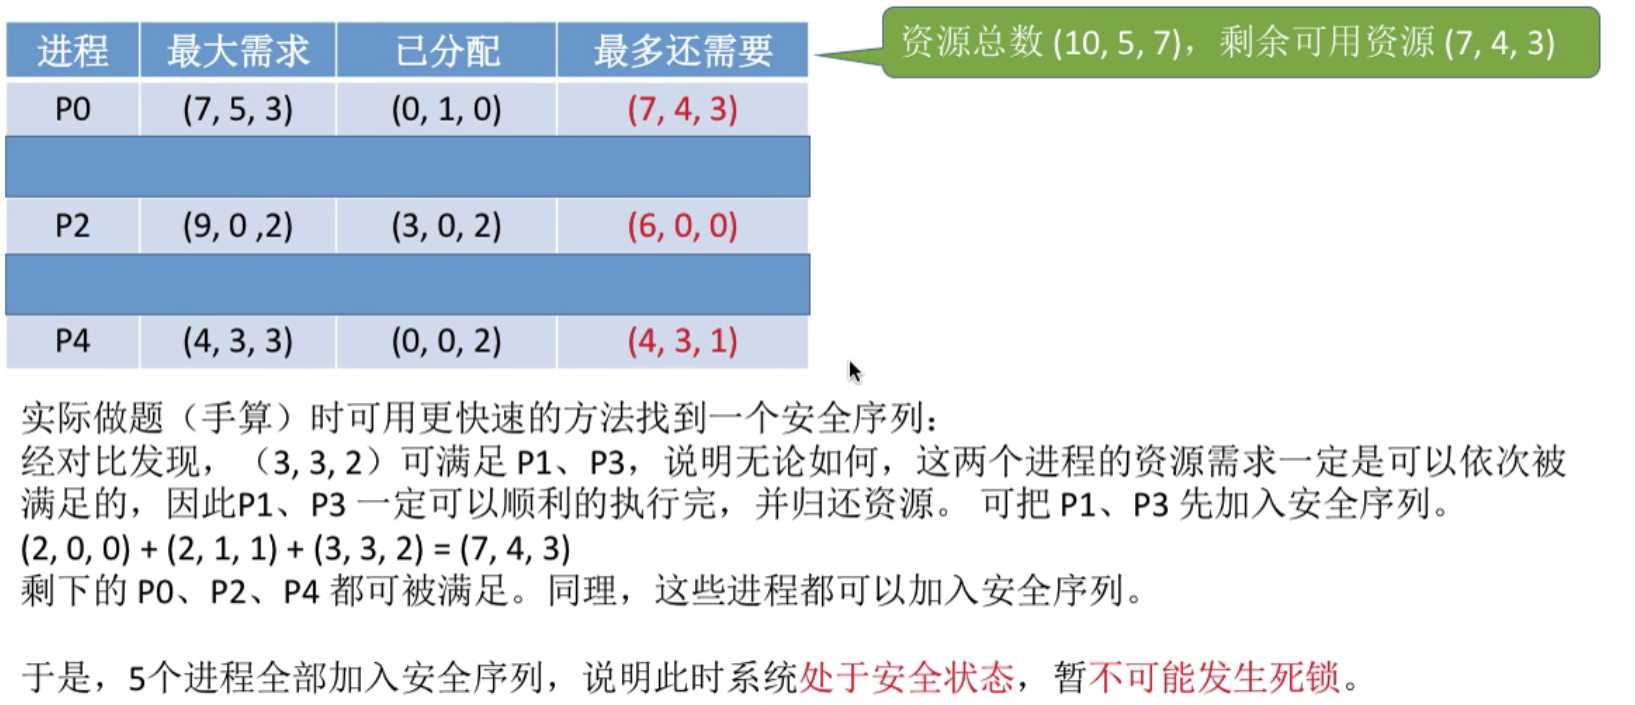 进程 最大需求 已分配 最多还需要
资源总数 (10, 5, 7)，剩余可用资源 (7, 4, 3)
P0 (7, 5, 3) (0, 1, 0) (7, 4, 3)
P2 (9, 0 ,2) (3, 0, 2) (6, 0, 0)
P4 (4, 3, 3) (0, 0, 2) (4, 3, 1)
实际做题（手算）时可用更快速的方法找到一个安全序列：
经对比发现，（3, 3, 2）可满足 P1、P3，说明无论如何，这两个进程的资源需求一定是可以依次被
满足的，因此P1、P3 一定可以顺利的执行完，并归还资源。 可把 P1、P3 先加入安全序列。
(2, 0, 0) + (2, 1, 1) + (3, 3, 2) = (7, 4, 3)
剩下的 P0、P2、P4 都可被满足。同理，这些进程都可以加入安全序列。
于是，5个进程全部加入安全序列，说明此时系统处于安全状态，暂不可能发生死锁。